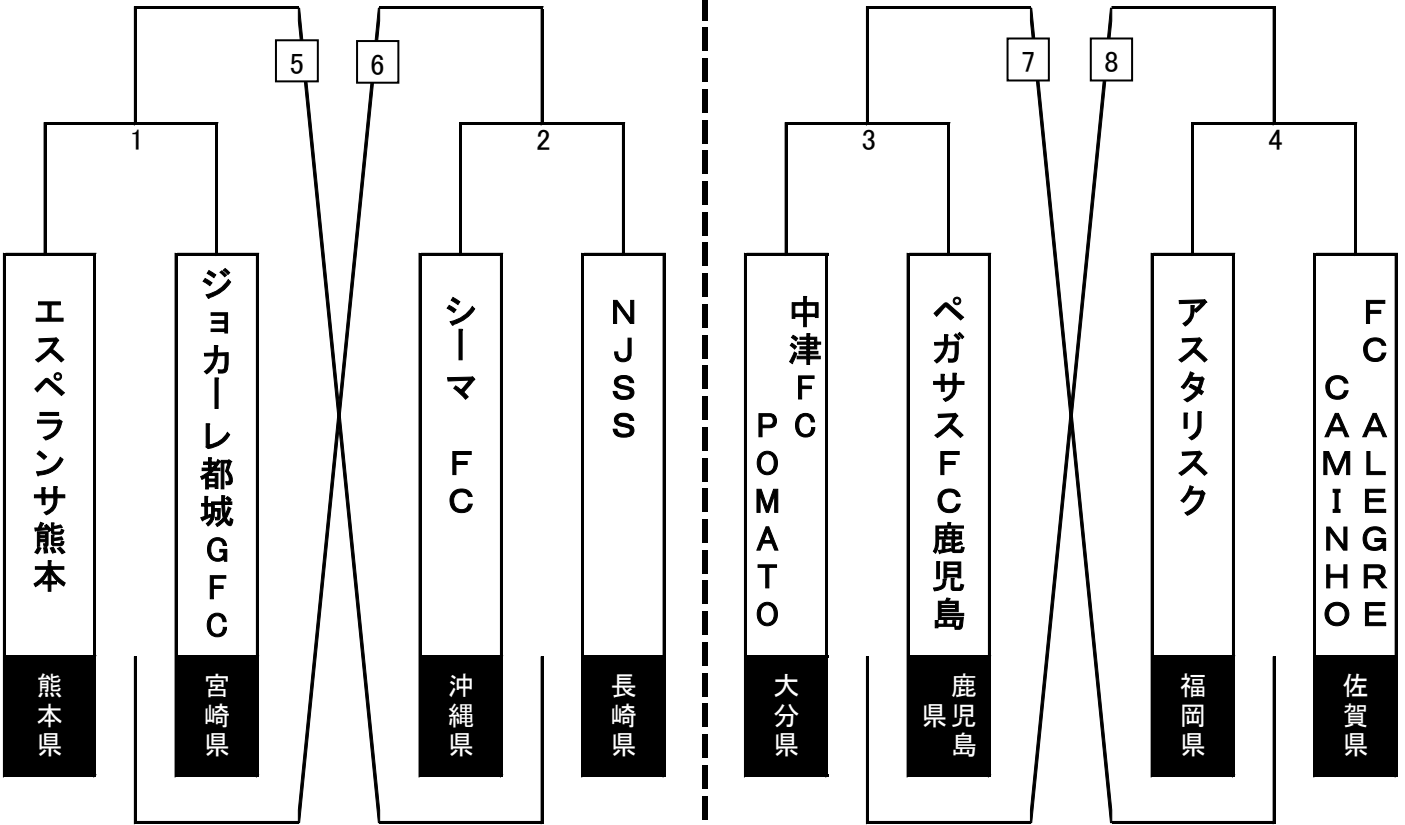 5
6
7
8
1
2
3
4
エスペランサ熊本
ジョカーレ都城GFC
シーマ FC
NJSS
中津FC
POMATO
ペガサスFC鹿児島
アスタリスク
FC ALEGRE
CAMINHO
熊本県
宮崎県
沖縄県
長崎県
大分県
鹿児島
県
福岡県
佐賀県